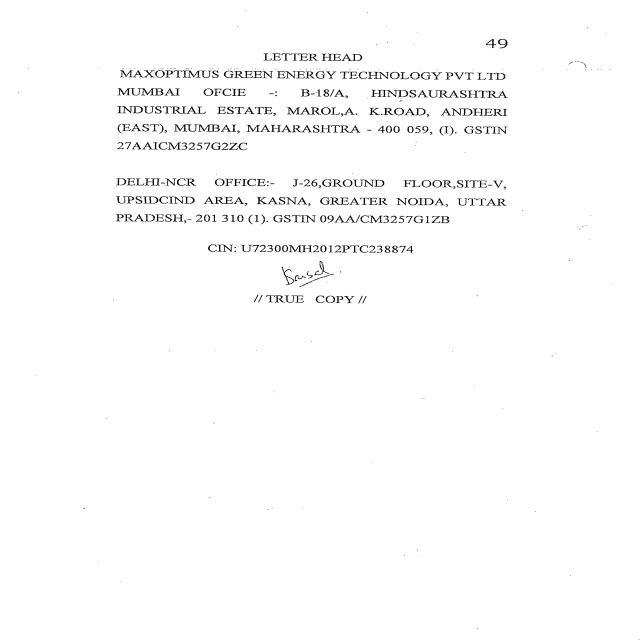 49
LETTER HEAD
MAXOPTIMUS GREEN ENERGY TECHNOLOGY PVT LTD
MUMBAI OFCIE -: B-18/A, HINDSAURASHTRA
INDUSTRIAL ESTATE, MAROL,A. K.ROAD, ANDHERI
(EAST), MUMBAI, MAHARASHTRA - 400 059, (I). GSTIN
27AAICM3257G2ZC
DELHI-NCR OFFICE:- J-26,GROUND FLOOR,SITE-V,
UPSIDCIND AREA, KASNA, GREATER NOIDA, UTTAR
PRADESH,- 201 310 (1). GSTIN 09AA/CM3257G1ZB
CIN: U72300MH2012PTC238874
// TRUE COPY //